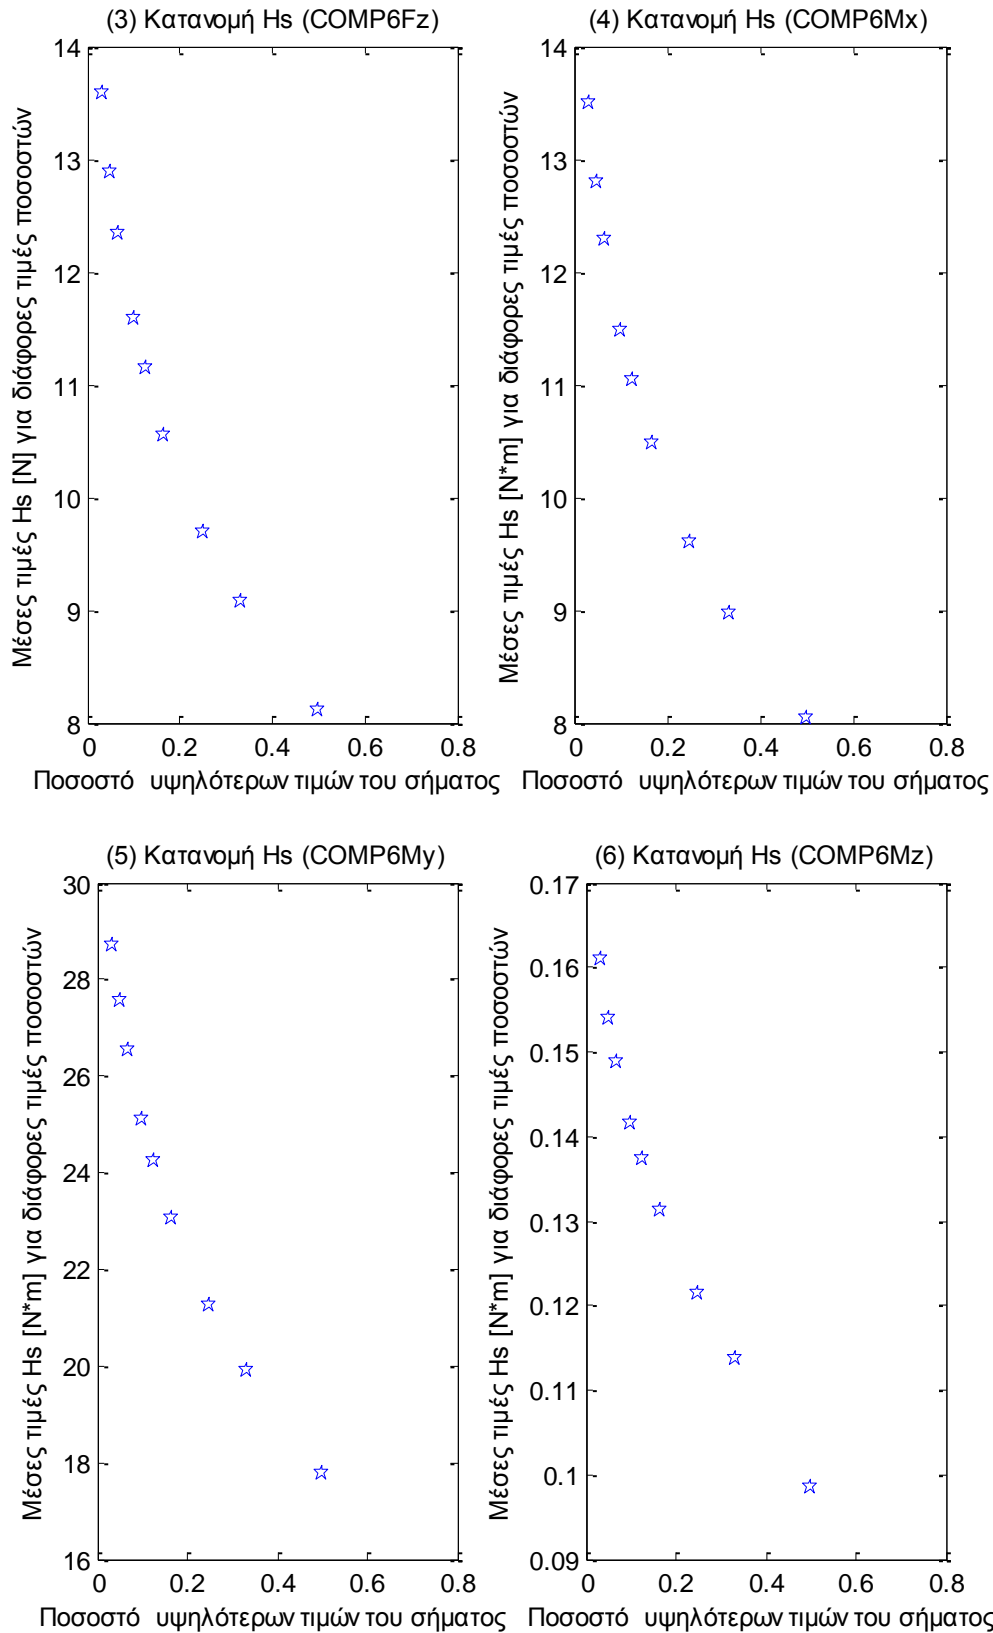 (3) Κατανομή Hs (COMP6Fz)
Μέσες τιμές Hs [N] για διάφορες τιμές ποσοστών
14
13
12
11
10
9
8
0 0.2 0.4 0.6 0.8
Ποσοστό υψηλότερων τιμών του σήματος
(4) Κατανομή Hs (COMP6Mx)
Μέσες τιμές Hs [N*m] για διάφορες τιμές ποσοστών
14
13
12
11
10
9
8
0 0.2 0.4 0.6 0.8
Ποσοστό υψηλότερων τιμών του σήματος
(5) Κατανομή Hs (COMP6My)
Μέσες τιμές Hs [N*m] για διάφορες τιμές ποσοστών
30
28
26
24
22
20
18
16
0 0.2 0.4 0.6 0.8
Ποσοστό υψηλότερων τιμών του σήματος
(6) Κατανομή Hs (COMP6Mz)
Μέσες τιμές Hs [N*m] για διάφορες τιμές ποσοστών
0.17
0.16
0.15
0.14
0.13
0.12
0.11
0.1
0.09
0 0.2 0.4 0.6 0.8
Ποσοστό υψηλότερων τιμών του σήματος